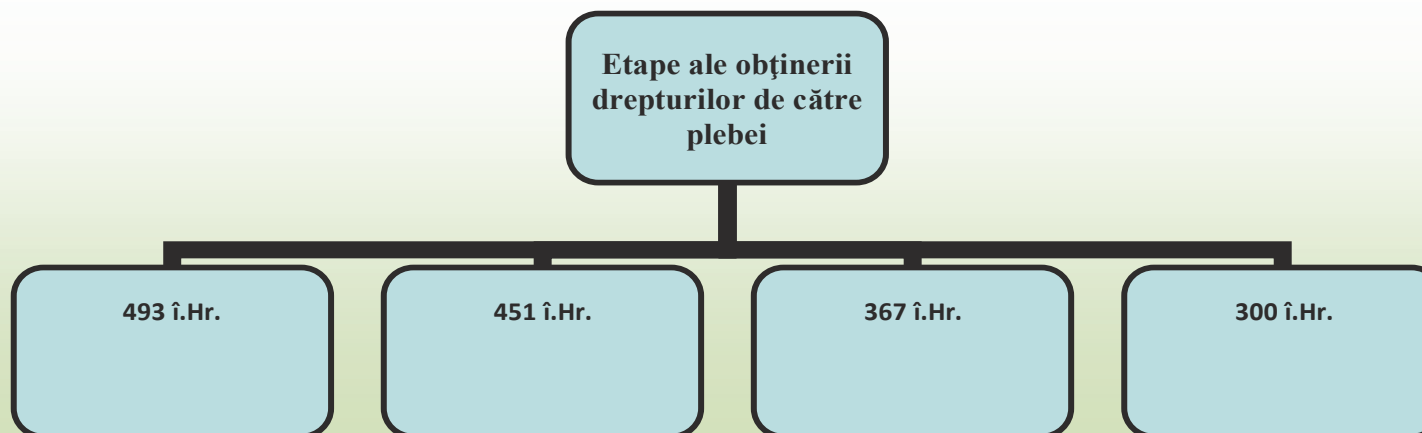 Etape ale obţinerii
drepturilor de către
plebei
493 î.Hr.
451 î.Hr.
367 î.Hr.
300 î.Hr.